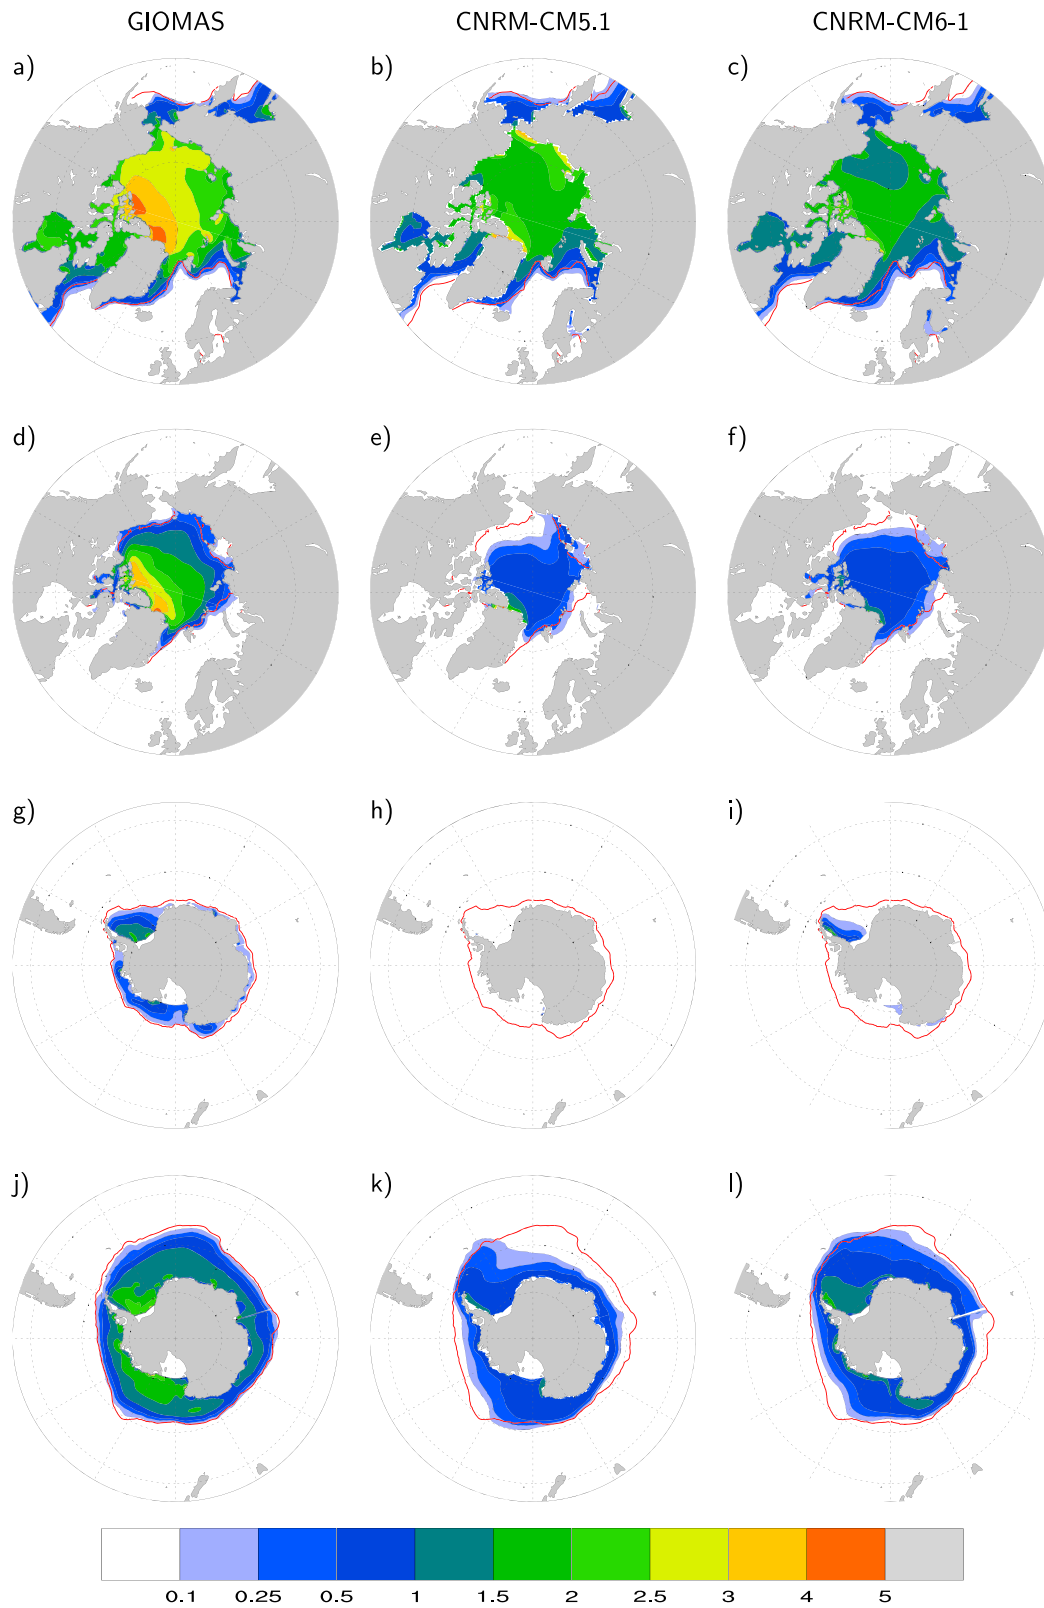 GIOMAS CNRM-CM5.1 CNRM-CM6-1
a) b) c)
d) e) f)
g) h) i)
j) k) l)
0.1 0.25 0.5 1 1.5 2 2.5 3 4 5